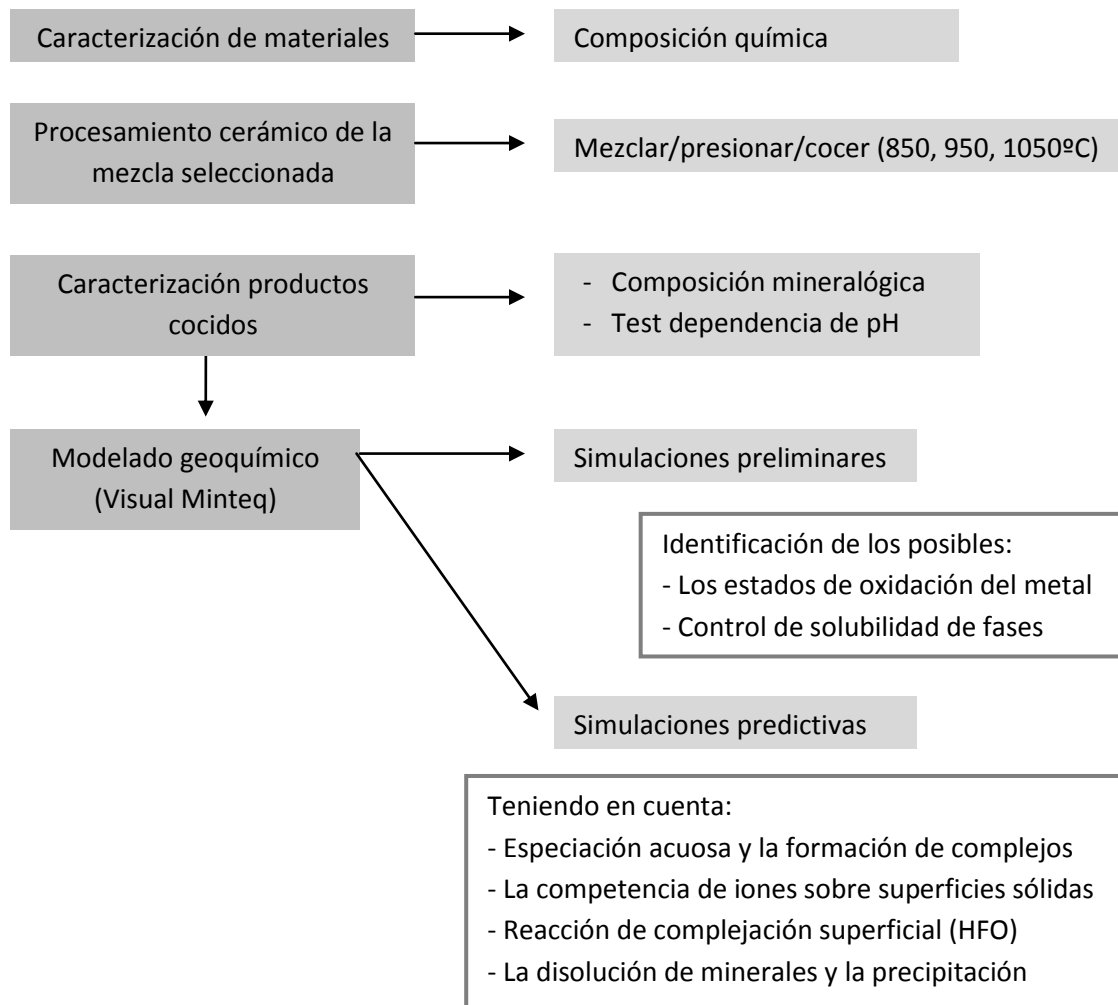 Caracterización de materiales
Composición química
Procesamiento cerámico de la
mezcla seleccionada
Mezclar/presionar/cocer (850, 950, 1050ºC)
Caracterización productos
cocidos
- Composición mineralógica
- Test dependencia de pH
Modelado geoquímico
(Visual Minteq)
Simulaciones preliminares
Identificación de los posibles:
- Los estados de oxidación del metal
- Control de solubilidad de fases
Simulaciones predictivas
Teniendo en cuenta:
- Especiación acuosa y la formación de complejos
- La competencia de iones sobre superficies sólidas
- Reacción de complejación superficial (HFO)
- La disolución de minerales y la precipitación